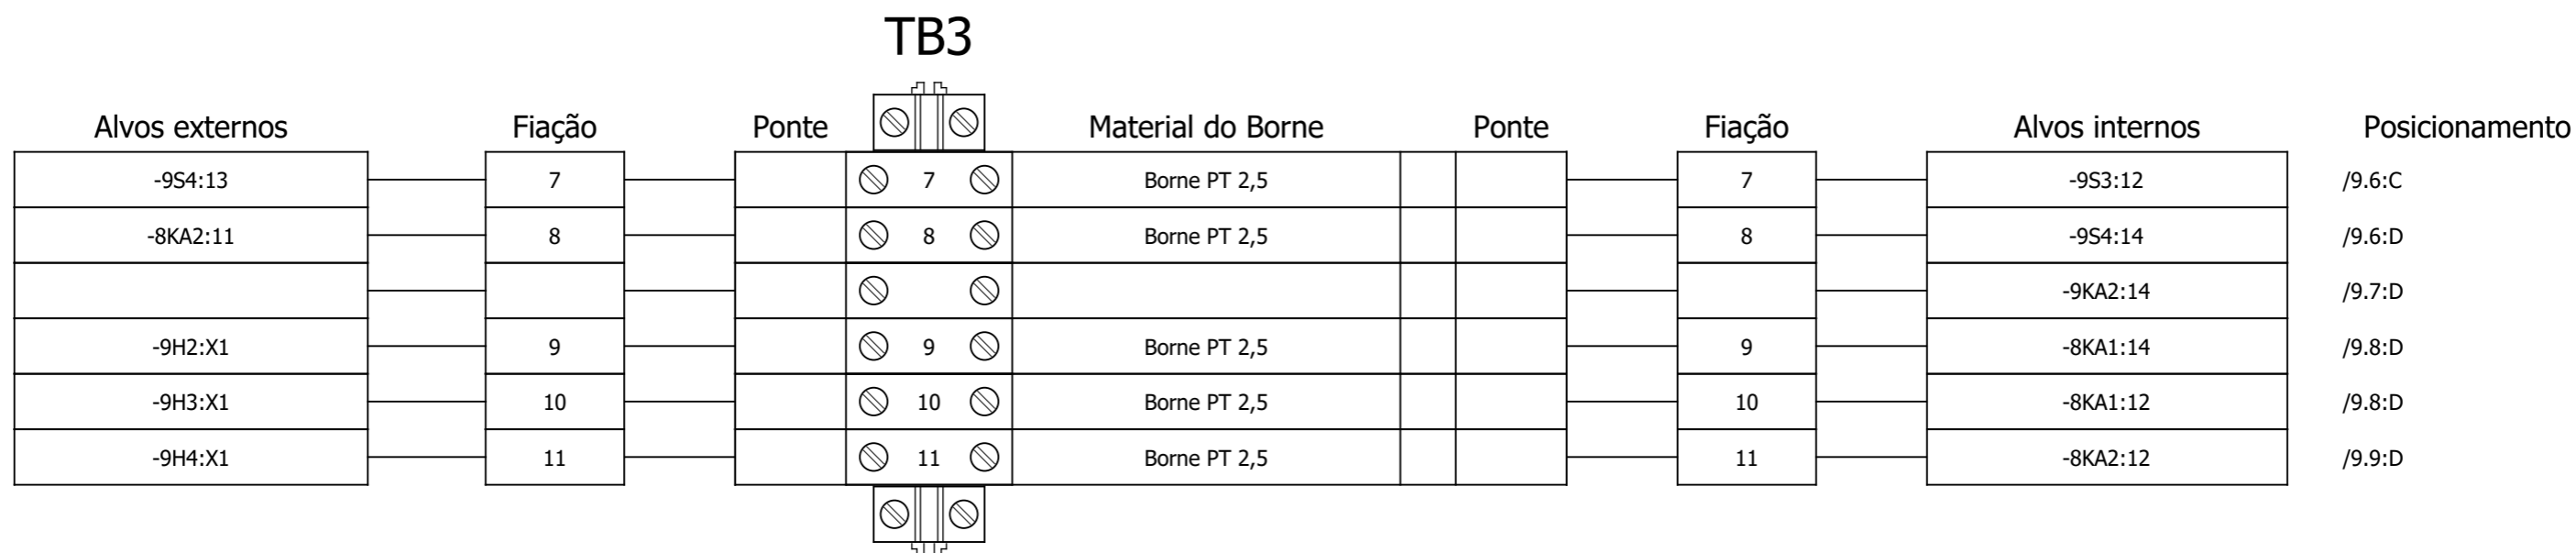 TB3
Alvos externos Fiação Ponte Material do Borne Ponte Fiação Alvos internos Posicionamento
-9S4:13 7 7 Borne PT 2,5 7 -9S3:12 /9.6:C
-8KA2:11 8 8 Borne PT 2,5 8 -9S4:14 /9.6:D
-9KA2:14 /9.7:D
-9H2:X1 9 9 Borne PT 2,5 9 -8KA1:14 /9.8:D
-9H3:X1 10 10 Borne PT 2,5 10 -8KA1:12 /9.8:D
-9H4:X1 11 11 Borne PT 2,5 11 -8KA2:12 /9.9:D